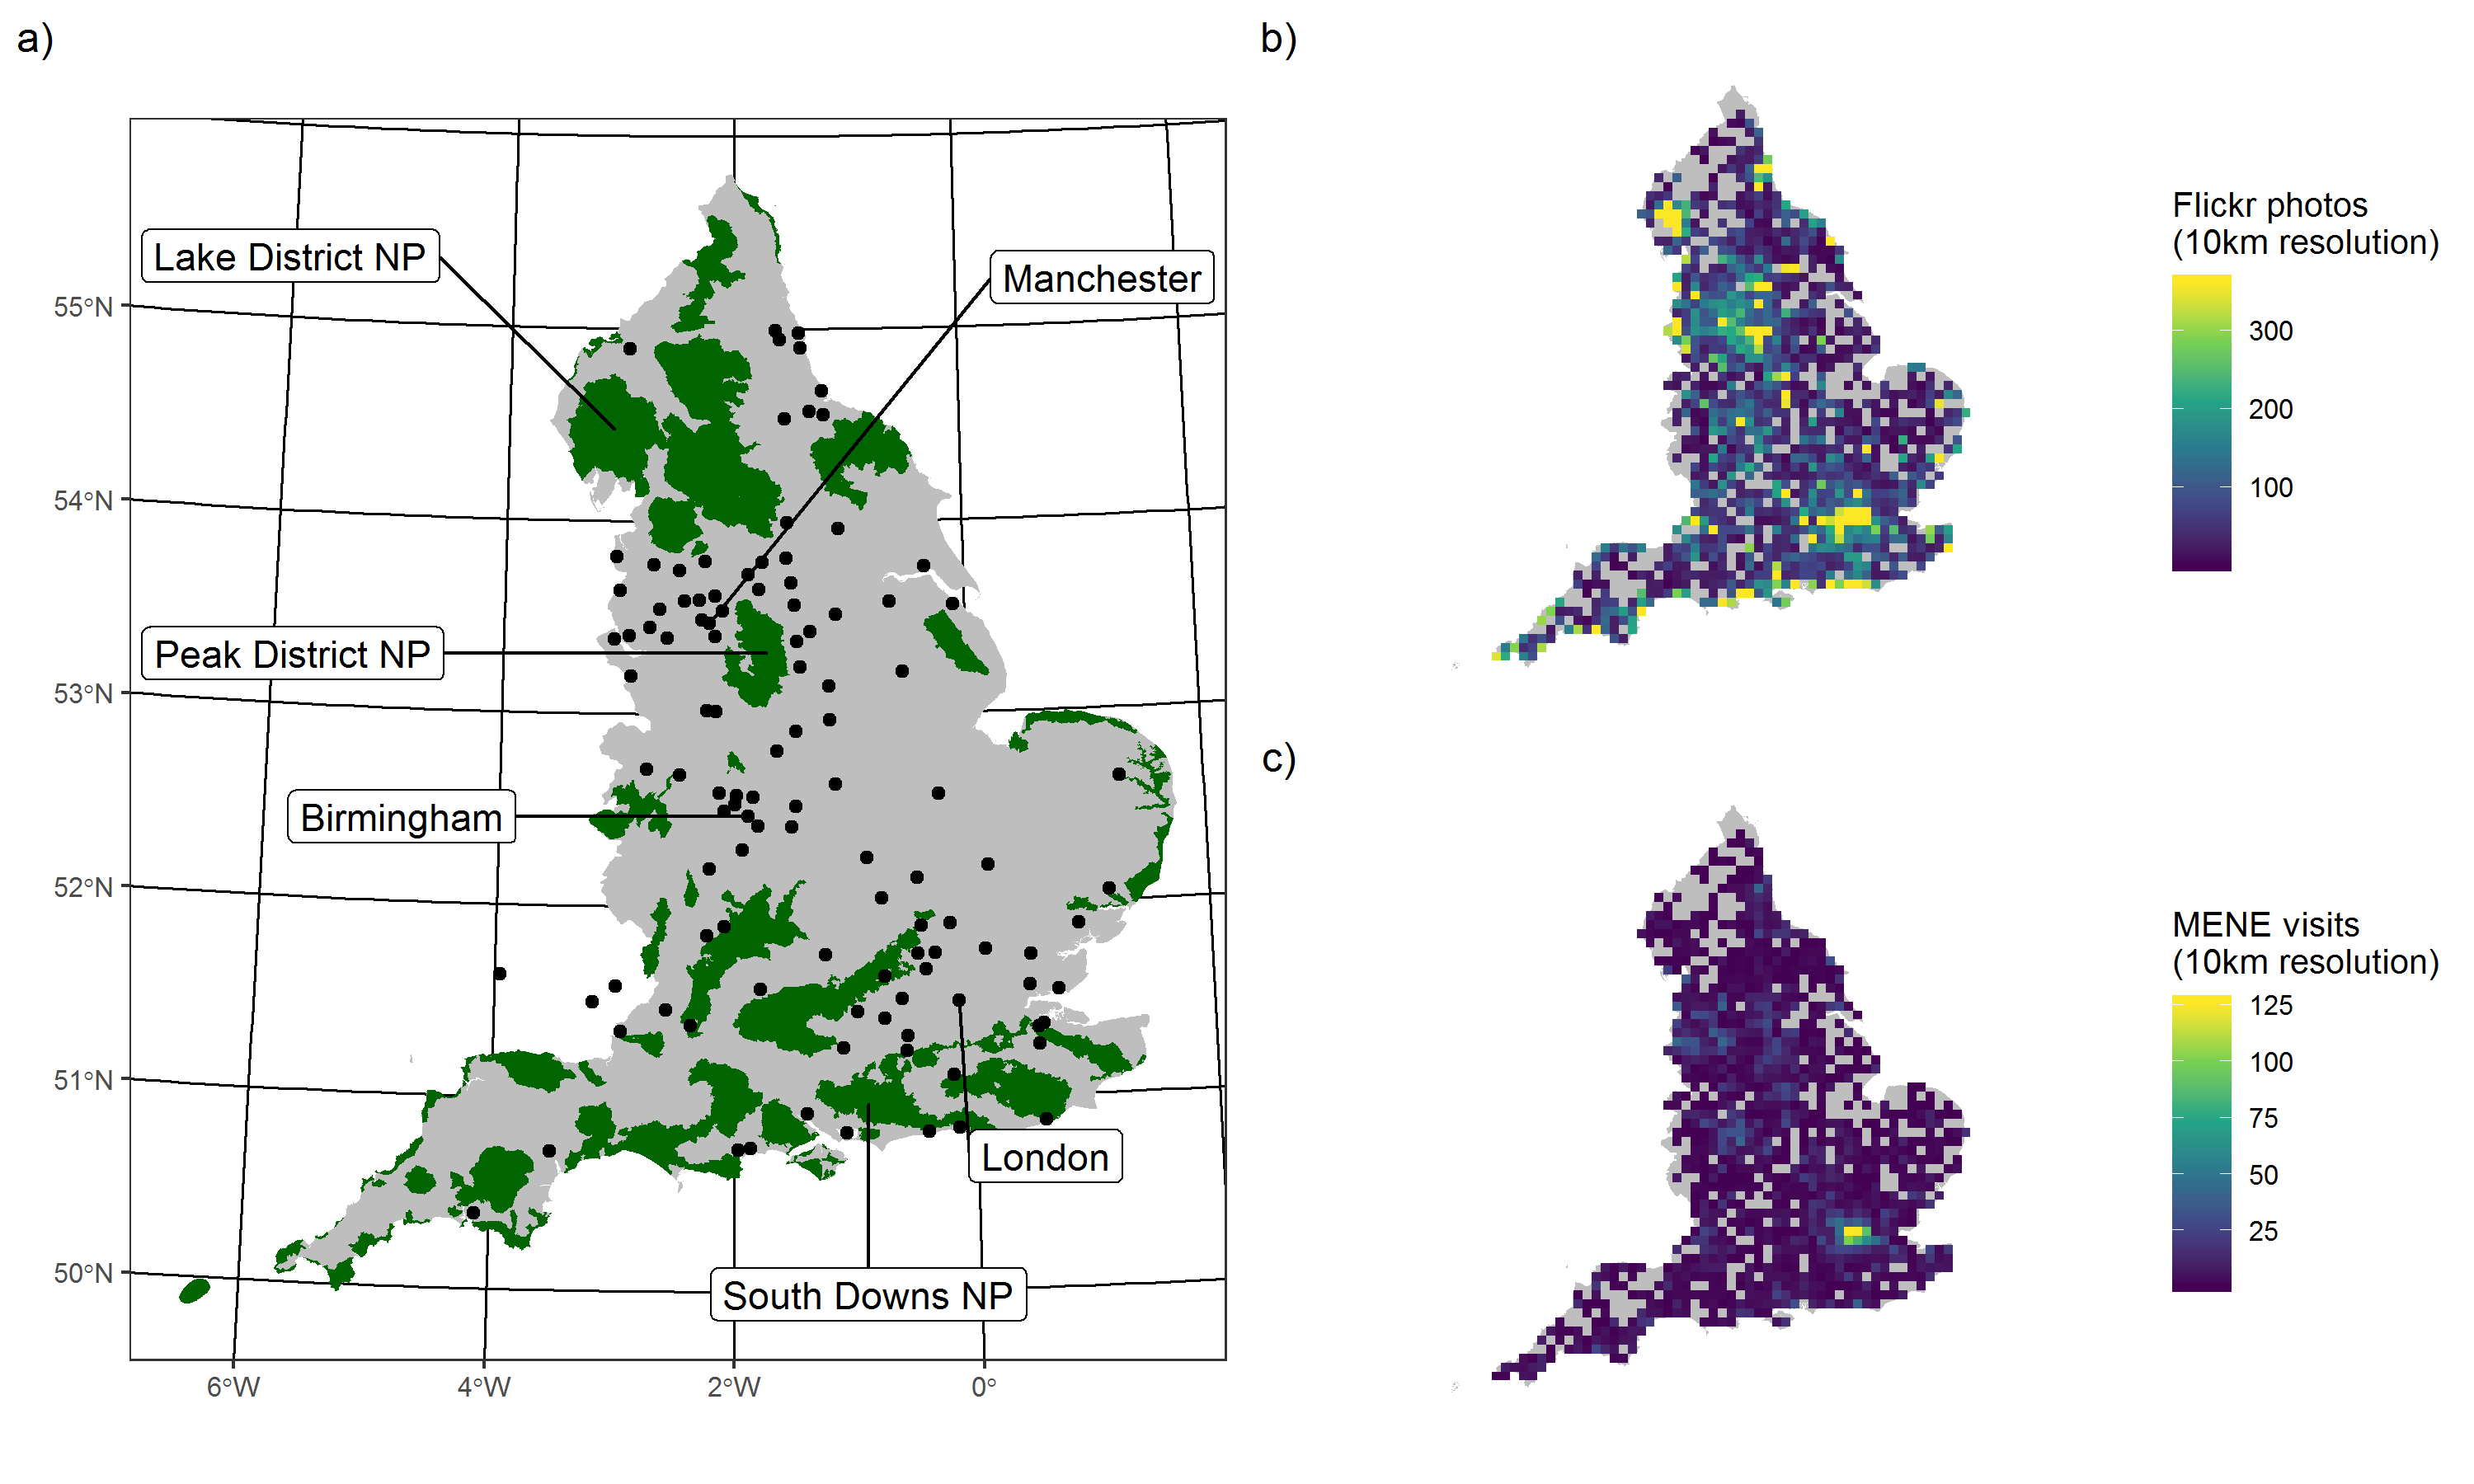 a)
Lake District NP
Manchester
Peak District NP
Birmingham
London
South Downs NP
55°N
54°N
53°N
52°N
51°N
50°N
6°W
4°W
2°W
0°
b)
Flickr photos
(10km resolution)
300
200
100
c)
MENE visits
(10km resolution)
125
100
75
50
25